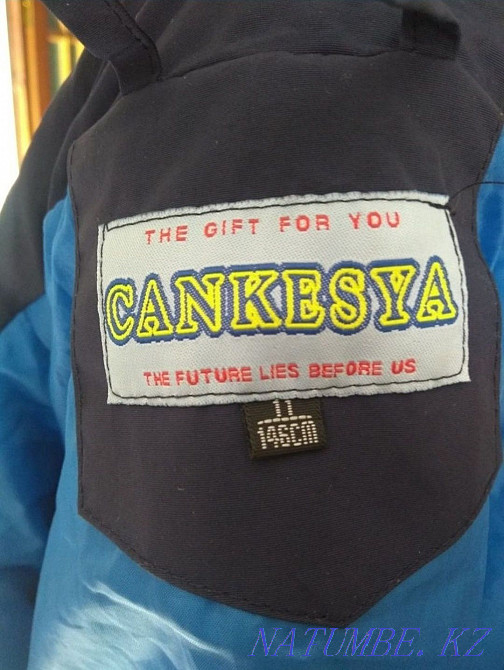 THE GIFT FOR YOU
CANKESYA
THE FUTURE LIES BEFORE US
11
146CM
NATUMBE. KZ